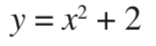 y = x² + 2